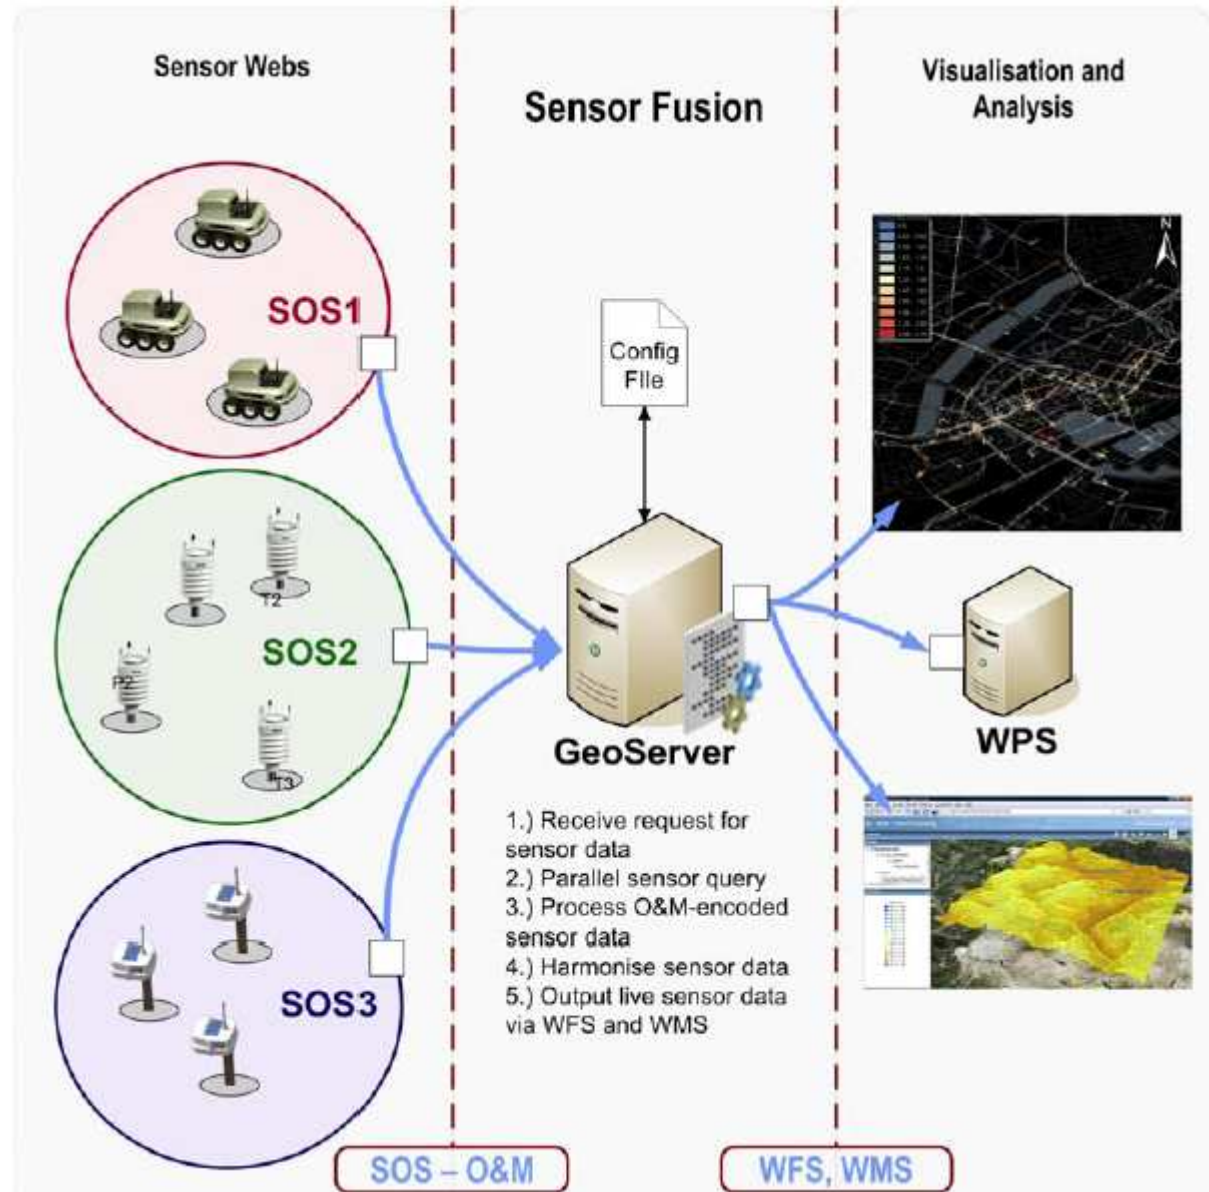 Sensor Webs
Sensor Fusion
Visualisation and
Analysis
SOS1
SOS2
T2
P2
T3
SOS3
Config
File
GeoServer
1.) Receive request for
sensor data
2.) Parallel sensor query
3.) Process O&M-encoded
sensor data
4.) Harmonise sensor data
5.) Output live sensor data
via WFS and WMS
N
WPS
SOS – O&M
WFS, WMS